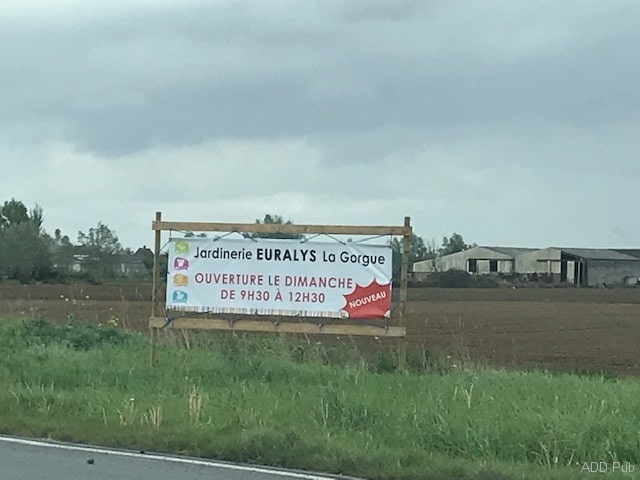 Jardinerie EURALYS La Gorgue
OUVERTURE LE DIMANCHE
DE 9H30 À 12H30
NOUVEAU
ADD Pub